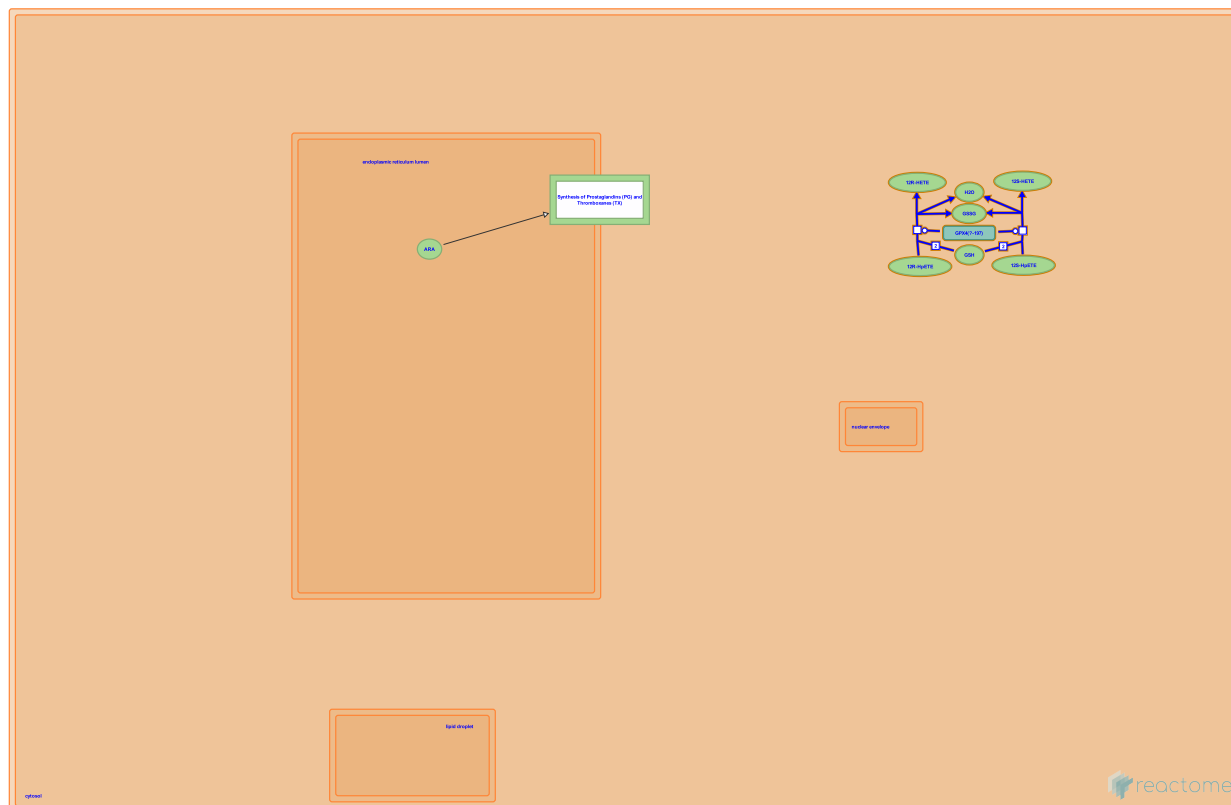 endoplasmic reticulum lumen
Synthesis of Prostaglandins (PG) and
Thromboxanes (TX)
ARA
12R-HETE
12S-HETE
H2O
GSSG
GPX4(?-197)
2
2
GSH
12R-HpETE
12S-HpETE
nuclear envelope
lipid droplet
cytosol
reactome